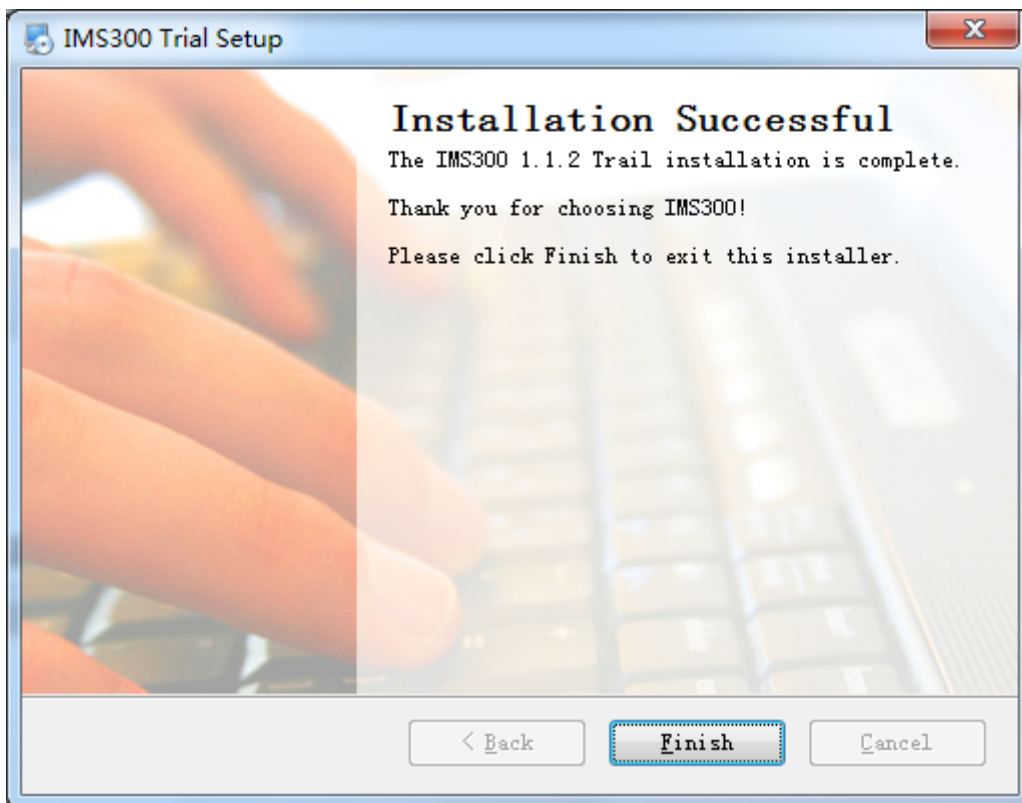 IMS300 Trial Setup
Installation Successful
The IMS300 1.1.2 Trail installation is complete.
Thank you for choosing IMS300!
Please click Finish to exit this installer.
< Back
Finish
Cancel